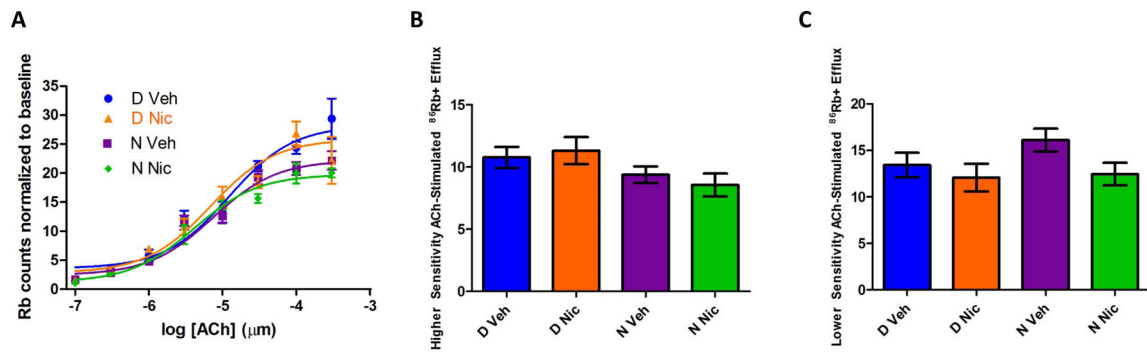 A
Rb counts normalized to baseline
35
30
25
20
15
10
5
0
D Veh
D Nic
N Veh
N Nic
-7
-6
-5
-4
-3
log [ACh] (μm)
B
Higher Sensitivity ACh-Stimulated ⁸⁶Rb+ Efflux
15
10
5
0
D Veh
D Nic
N Veh
N Nic
C
Lower Sensitivity ACh-Stimulated ⁸⁶Rb+ Efflux
20
15
10
5
0
D Veh
D Nic
N Veh
N Nic